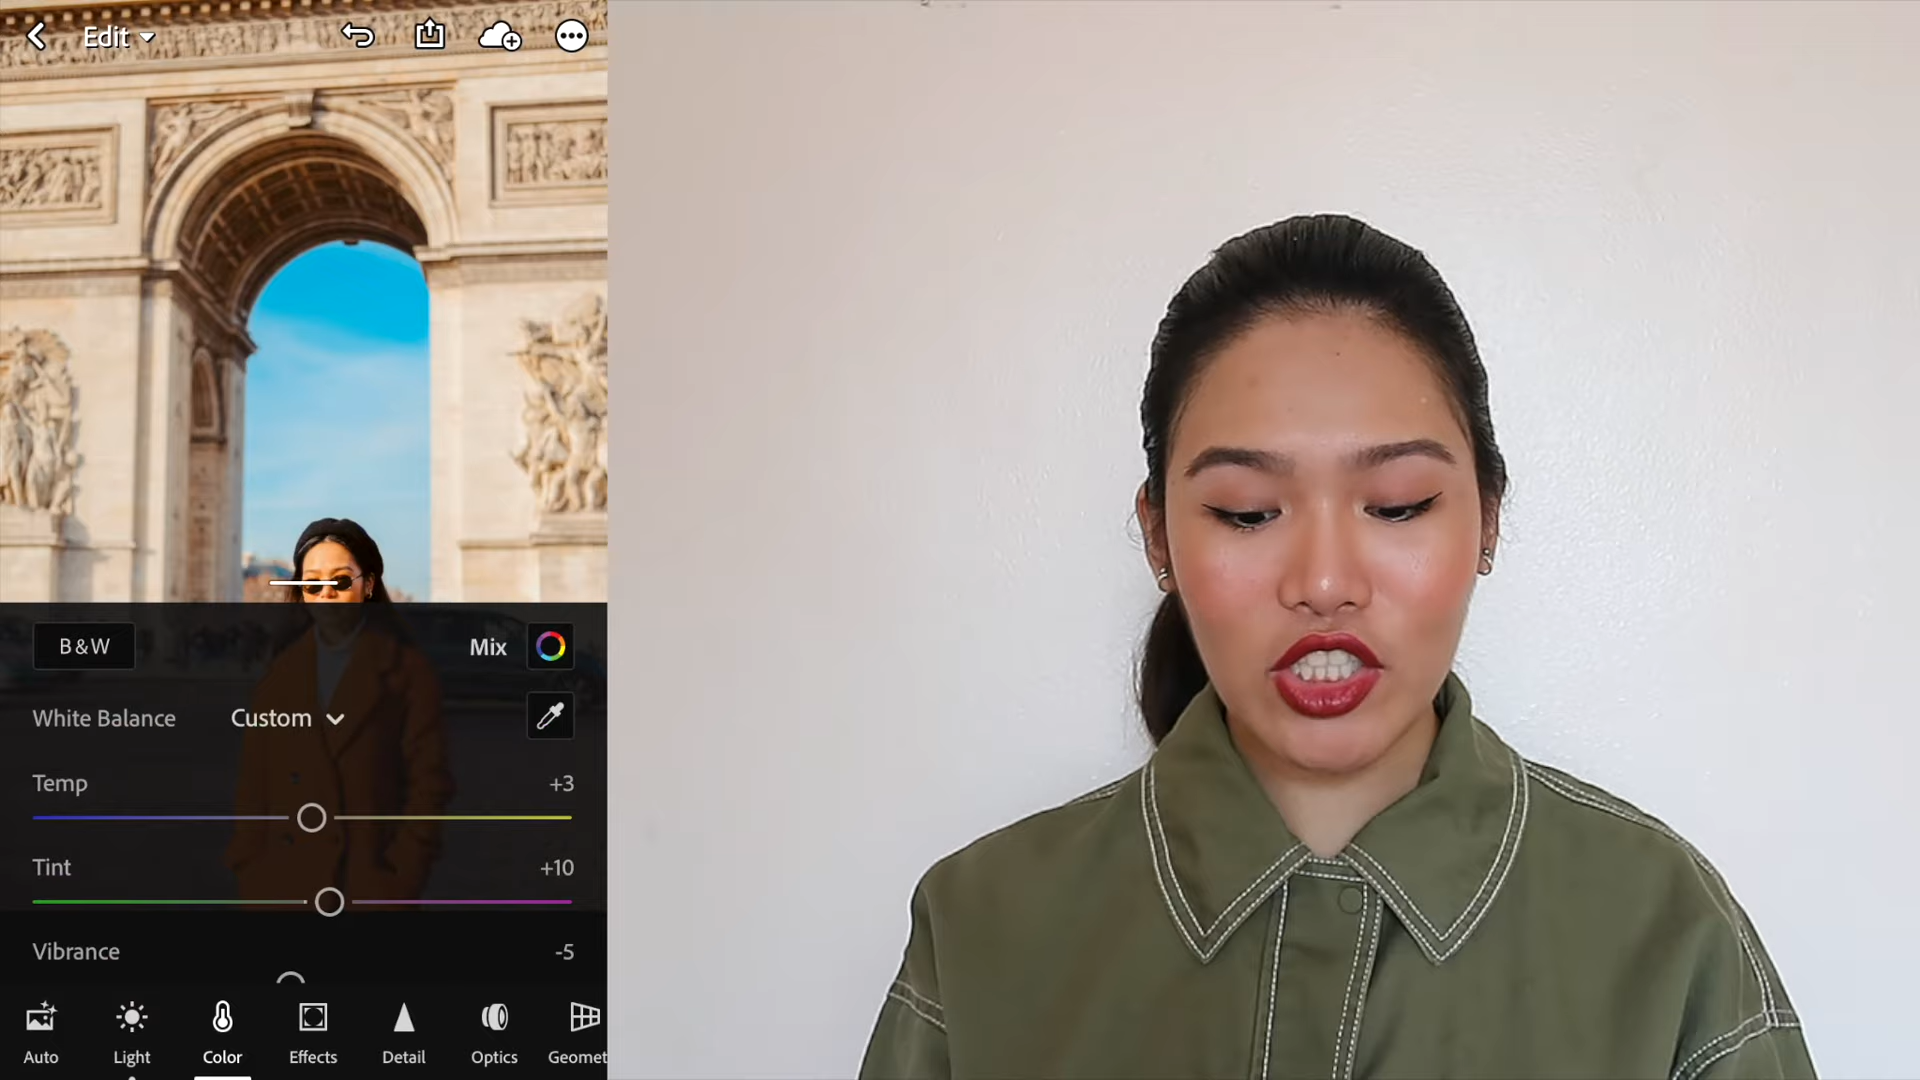 Edit
B&W
Mix
White Balance Custom
Temp +3
Tint +10
Vibrance -5
Auto Light Color Effects Detail Optics Geomet